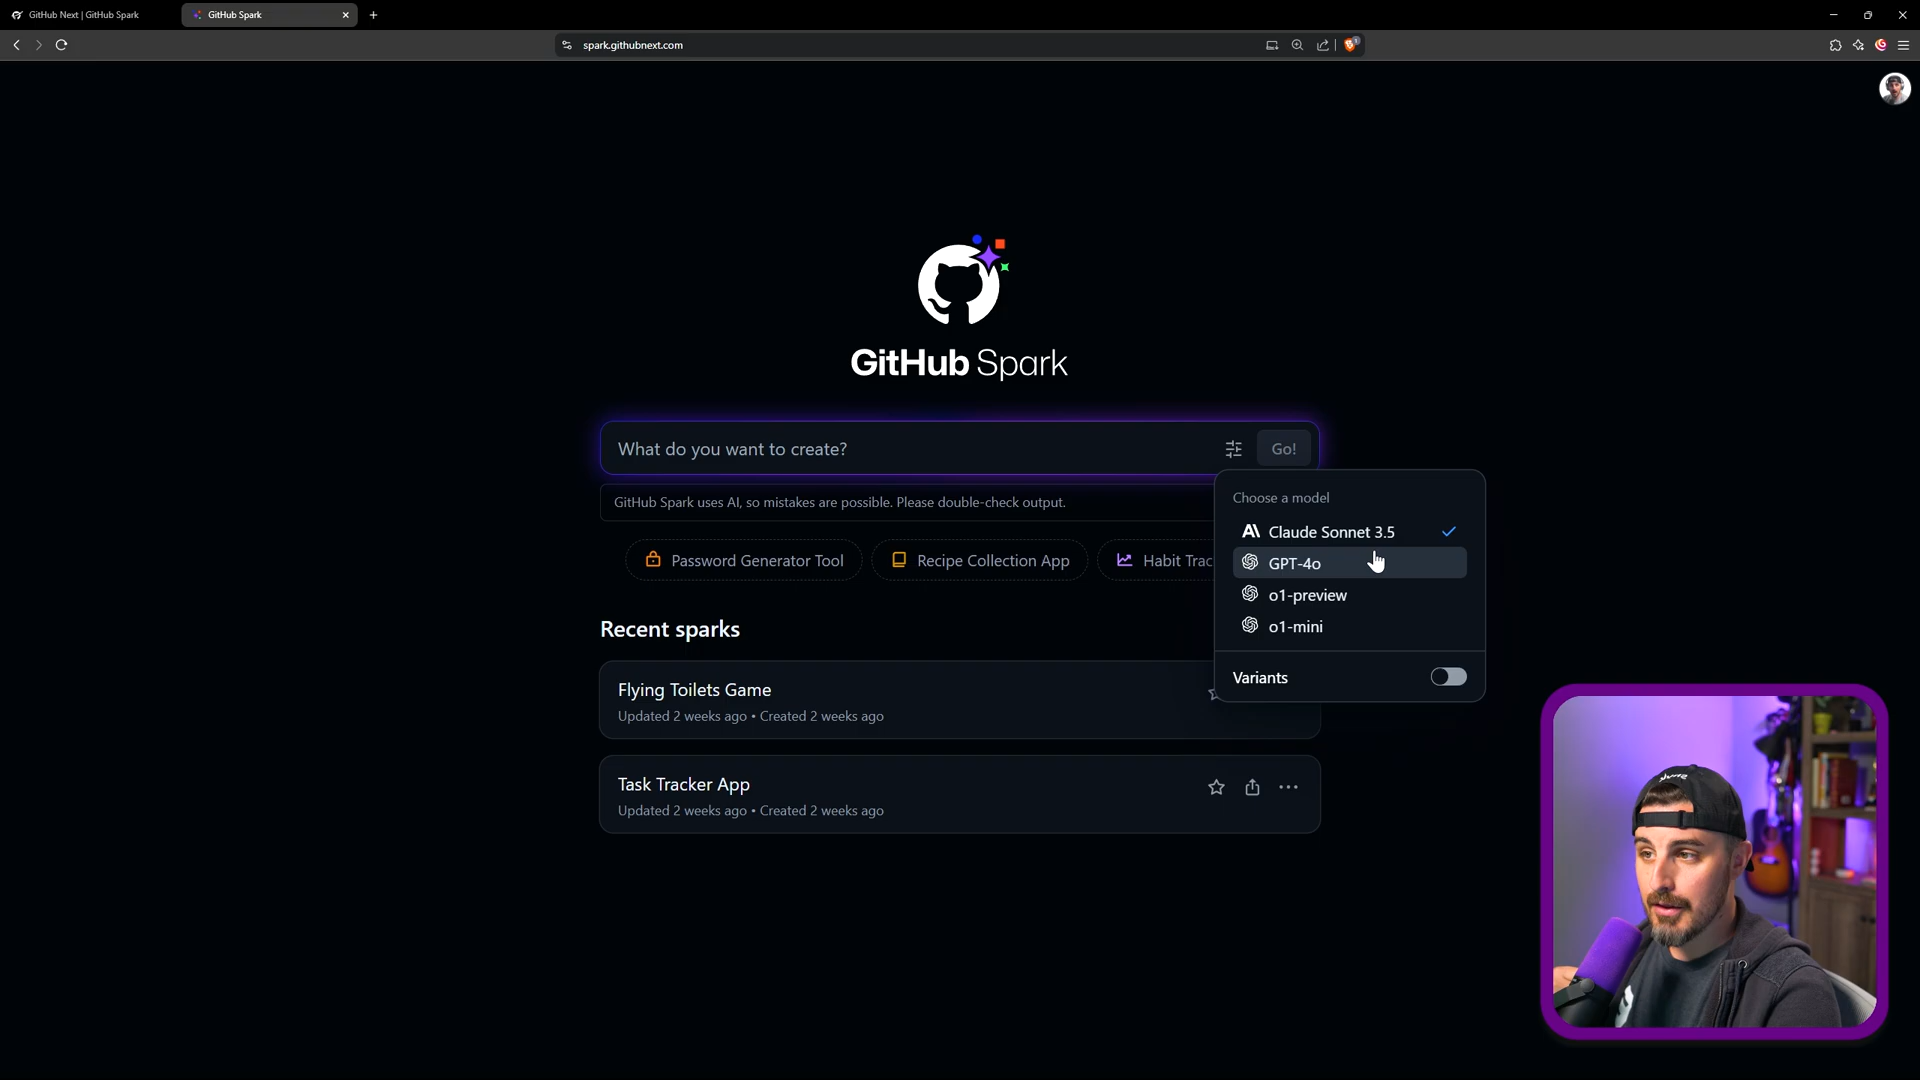 GitHub Next | GitHub Spark
GitHub Spark
spark.githubnext.com
GitHub Spark
What do you want to create?
Go!
GitHub Spark uses AI, so mistakes are possible. Please double-check output.
Choose a model
Claude Sonnet 3.5
GPT-4o
o1-preview
o1-mini
Variants
Password Generator Tool
Recipe Collection App
Habit Trac
Recent sparks
Flying Toilets Game
Updated 2 weeks ago • Created 2 weeks ago
Task Tracker App
Updated 2 weeks ago • Created 2 weeks ago